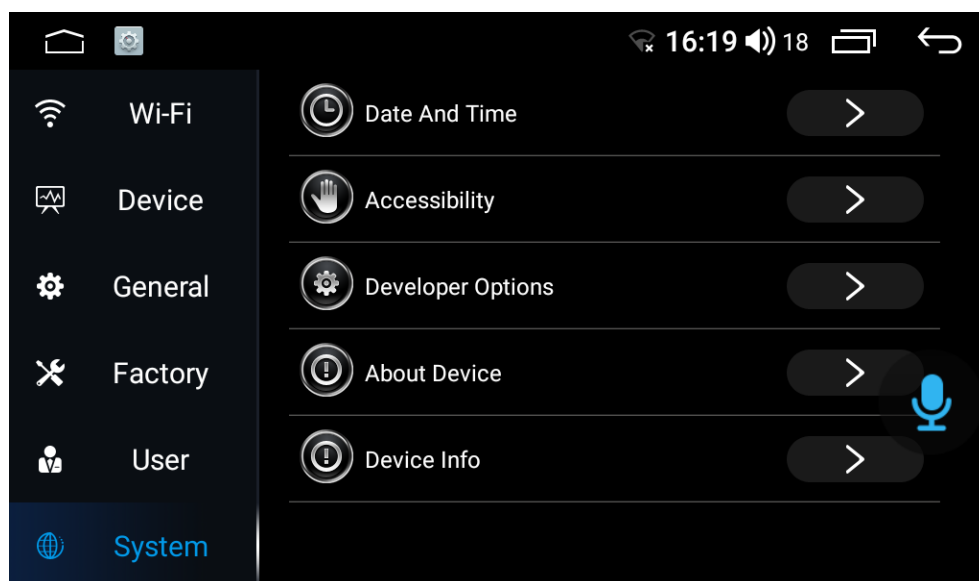 16:19 18
Wi-Fi
Device
General
Factory
User
System
Date And Time
Accessibility
Developer Options
About Device
Device Info